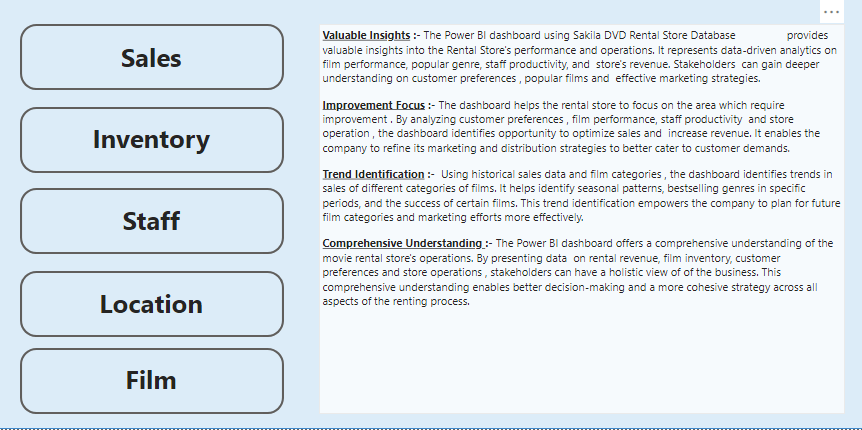 Sales
Inventory
Staff
Location
Film
Valuable Insights :- The Power BI dashboard using Sakila DVD Rental Store Database provides
valuable insights into the Rental Store's performance and operations. It represents data-driven analytics on
film performance, popular genre, staff productivity, and store's revenue. Stakeholders can gain deeper
understanding on customer preferences , popular films and effective marketing strategies.
Improvement Focus :- The dashboard helps the rental store to focus on the area which require
improvement . By analyzing customer preferences , film performance, staff productivity and store
operation , the dashboard identifies opportunity to optimize sales and increase revenue. It enables the
company to refine its marketing and distribution strategies to better cater to customer demands.
Trend Identification :- Using historical sales data and film categories , the dashboard identifies trends in
sales of different categories of films. It helps identify seasonal patterns, bestselling genres in specific
periods, and the success of certain films. This trend identification empowers the company to plan for future
film categories and marketing efforts more effectively.
Comprehensive Understanding :- The Power BI dashboard offers a comprehensive understanding of the
movie rental store's operations. By presenting data on rental revenue, film inventory, customer
preferences and store operations , stakeholders can have a holistic view of of the business. This
comprehensive understanding enables better decision-making and a more cohesive strategy across all
aspects of the renting process.